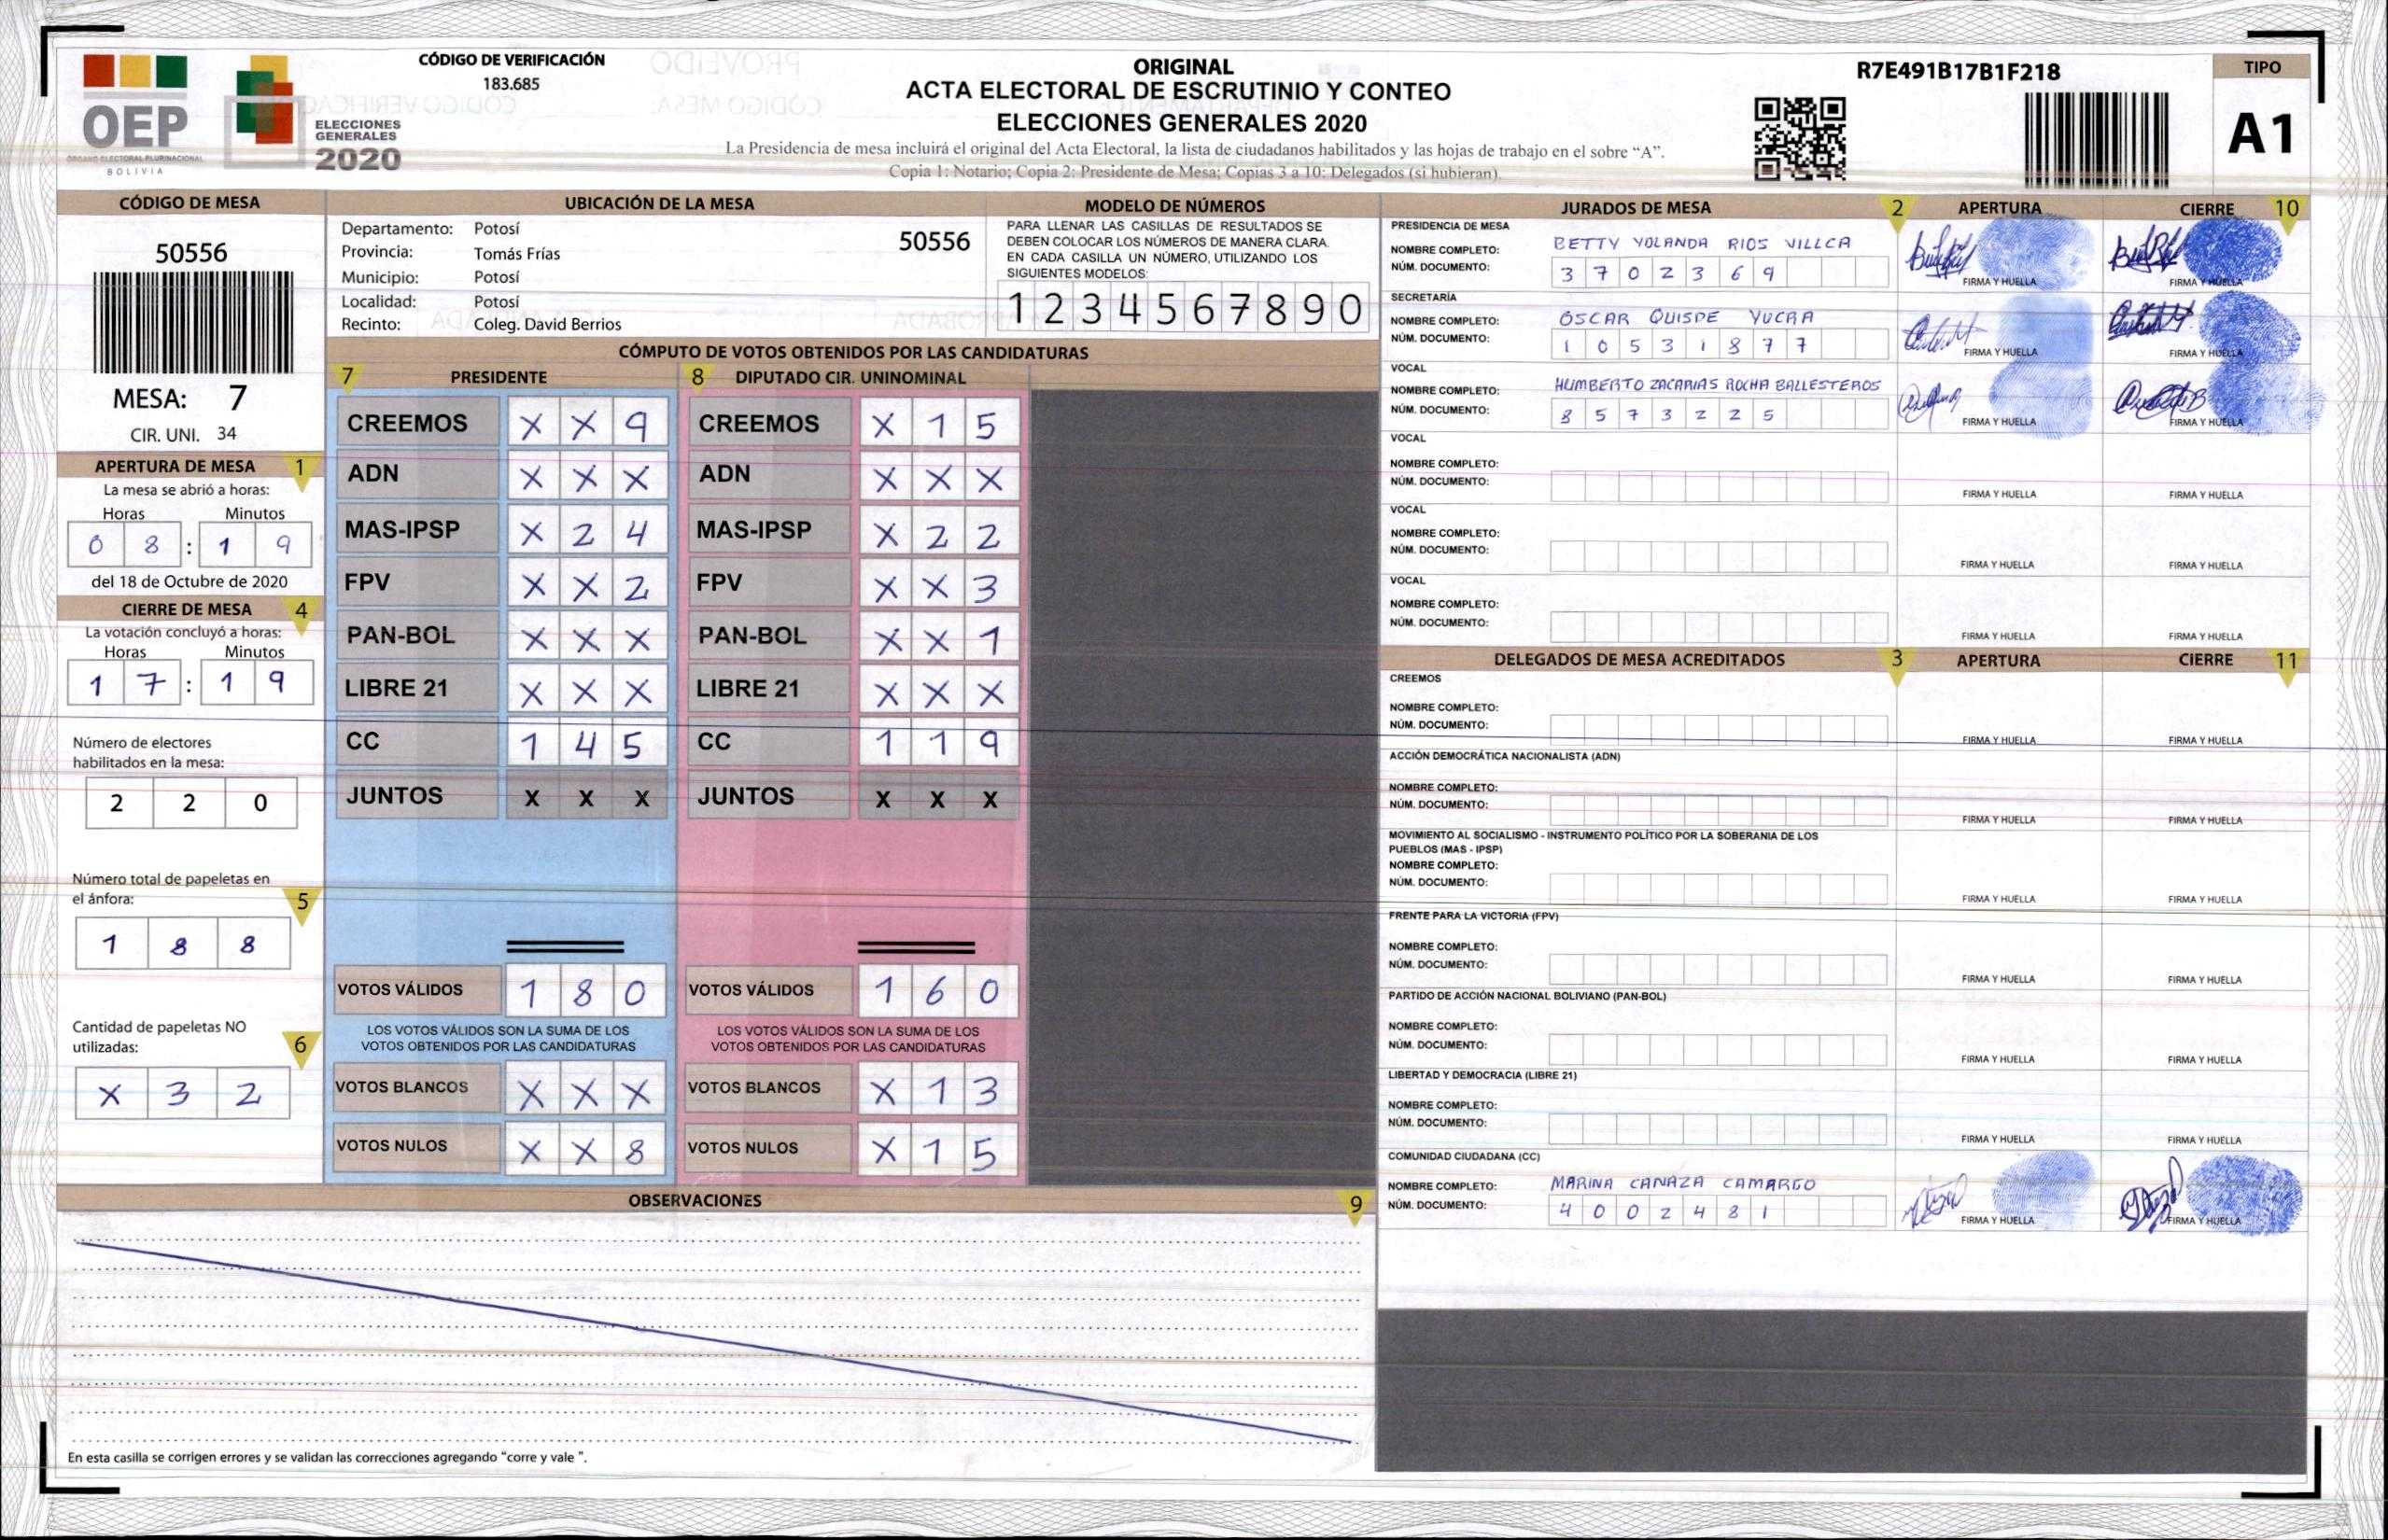 OEP
ÓRGANO ELECTORAL PLURINACIONAL
BOLIVIA
ELECCIONES
GENERALES
2020
CÓDIGO DE VERIFICACIÓN
183.685
ORIGINAL
ACTA ELECTORAL DE ESCRUTINIO Y CONTEO
ELECCIONES GENERALES 2020
La Presidencia de mesa incluirá el original del Acta Electoral, la lista de ciudadanos habilitados y las hojas de trabajo en el sobre “A”.
Copia 1: Notario; Copia 2: Presidente de Mesa; Copias 3 a 10: Delegados (si hubieran).
R7E491B17B1F218
TIPO
A1
CÓDIGO DE MESA
50556
MESA: 7
CIR. UNI. 34
APERTURA DE MESA 1
La mesa se abrió a horas:
Horas Minutos
0 8 : 1 9
del 18 de Octubre de 2020
CIERRE DE MESA 4
La votación concluyó a horas:
Horas Minutos
1 7 : 1 9
Número de electores
habilitados en la mesa:
2 2 0
Número total de papeletas en
el ánfora: 5
1 8 8
Cantidad de papeletas NO
utilizadas: 6
X 3 2
UBICACIÓN DE LA MESA
Departamento: Potosí
50556
Provincia: Tomás Frías
Municipio: Potosí
Localidad: Potosí
Recinto: Coleg. David Berrios
MODELO DE NÚMEROS
PARA LLENAR LAS CASILLAS DE RESULTADOS SE
DEBEN COLOCAR LOS NÚMEROS DE MANERA CLARA.
EN CADA CASILLA UN NÚMERO, UTILIZANDO LOS
SIGUIENTES MODELOS:
1 2 3 4 5 6 7 8 9 0
CÓMPUTO DE VOTOS OBTENIDOS POR LAS CANDIDATURAS
7 PRESIDENTE
CREEMOS X X 9
ADN X X X
MAS-IPSP X 2 4
FPV X X 2
PAN-BOL X X X
LIBRE 21 X X X
CC 1 4 5
JUNTOS X X X
VOTOS VÁLIDOS 1 8 0
LOS VOTOS VÁLIDOS SON LA SUMA DE LOS
VOTOS OBTENIDOS POR LAS CANDIDATURAS
VOTOS BLANCOS X X X
VOTOS NULOS X X 8
8 DIPUTADO CIR. UNINOMINAL
CREEMOS X 1 5
ADN X X X
MAS-IPSP X 2 2
FPV X X 3
PAN-BOL X X 1
LIBRE 21 X X X
CC 1 1 9
JUNTOS X X X
VOTOS VÁLIDOS 1 6 0
LOS VOTOS VÁLIDOS SON LA SUMA DE LOS
VOTOS OBTENIDOS POR LAS CANDIDATURAS
VOTOS BLANCOS X 1 3
VOTOS NULOS X 1 5
OBSERVACIONES 9
En esta casilla se corrigen errores y se validan las correcciones agregando “corre y vale ”.
JURADOS DE MESA 2 APERTURA CIERRE 10
PRESIDENCIA DE MESA
NOMBRE COMPLETO: BETTY YOLANDA RIOS VILLCA
NÚM. DOCUMENTO: 3 7 0 2 3 6 9
FIRMA Y HUELLA FIRMA Y HUELLA
SECRETARÍA
NOMBRE COMPLETO: OSCAR QUISPE YUCRA
NÚM. DOCUMENTO: 1 0 5 3 1 8 7 7
FIRMA Y HUELLA FIRMA Y HUELLA
VOCAL
NOMBRE COMPLETO: HUMBERTO ZACARIAS ROCHA BALLESTEROS
NÚM. DOCUMENTO: 8 5 7 3 2 2 5
FIRMA Y HUELLA FIRMA Y HUELLA
VOCAL
NOMBRE COMPLETO:
NÚM. DOCUMENTO:
FIRMA Y HUELLA FIRMA Y HUELLA
VOCAL
NOMBRE COMPLETO:
NÚM. DOCUMENTO:
FIRMA Y HUELLA FIRMA Y HUELLA
VOCAL
NOMBRE COMPLETO:
NÚM. DOCUMENTO:
FIRMA Y HUELLA FIRMA Y HUELLA
DELEGADOS DE MESA ACREDITADOS 3 APERTURA CIERRE 11
CREEMOS
NOMBRE COMPLETO:
NÚM. DOCUMENTO:
FIRMA Y HUELLA FIRMA Y HUELLA
ACCIÓN DEMOCRÁTICA NACIONALISTA (ADN)
NOMBRE COMPLETO:
NÚM. DOCUMENTO:
FIRMA Y HUELLA FIRMA Y HUELLA
MOVIMIENTO AL SOCIALISMO - INSTRUMENTO POLÍTICO POR LA SOBERANIA DE LOS
PUEBLOS (MAS - IPSP)
NOMBRE COMPLETO:
NÚM. DOCUMENTO:
FIRMA Y HUELLA FIRMA Y HUELLA
FRENTE PARA LA VICTORIA (FPV)
NOMBRE COMPLETO:
NÚM. DOCUMENTO:
FIRMA Y HUELLA FIRMA Y HUELLA
PARTIDO DE ACCIÓN NACIONAL BOLIVIANO (PAN-BOL)
NOMBRE COMPLETO:
NÚM. DOCUMENTO:
FIRMA Y HUELLA FIRMA Y HUELLA
LIBERTAD Y DEMOCRACIA (LIBRE 21)
NOMBRE COMPLETO:
NÚM. DOCUMENTO:
FIRMA Y HUELLA FIRMA Y HUELLA
COMUNIDAD CIUDADANA (CC)
NOMBRE COMPLETO: MARINA CANAZA CAMARGO
NÚM. DOCUMENTO: 4 0 0 2 4 8 1
FIRMA Y HUELLA FIRMA Y HUELLA